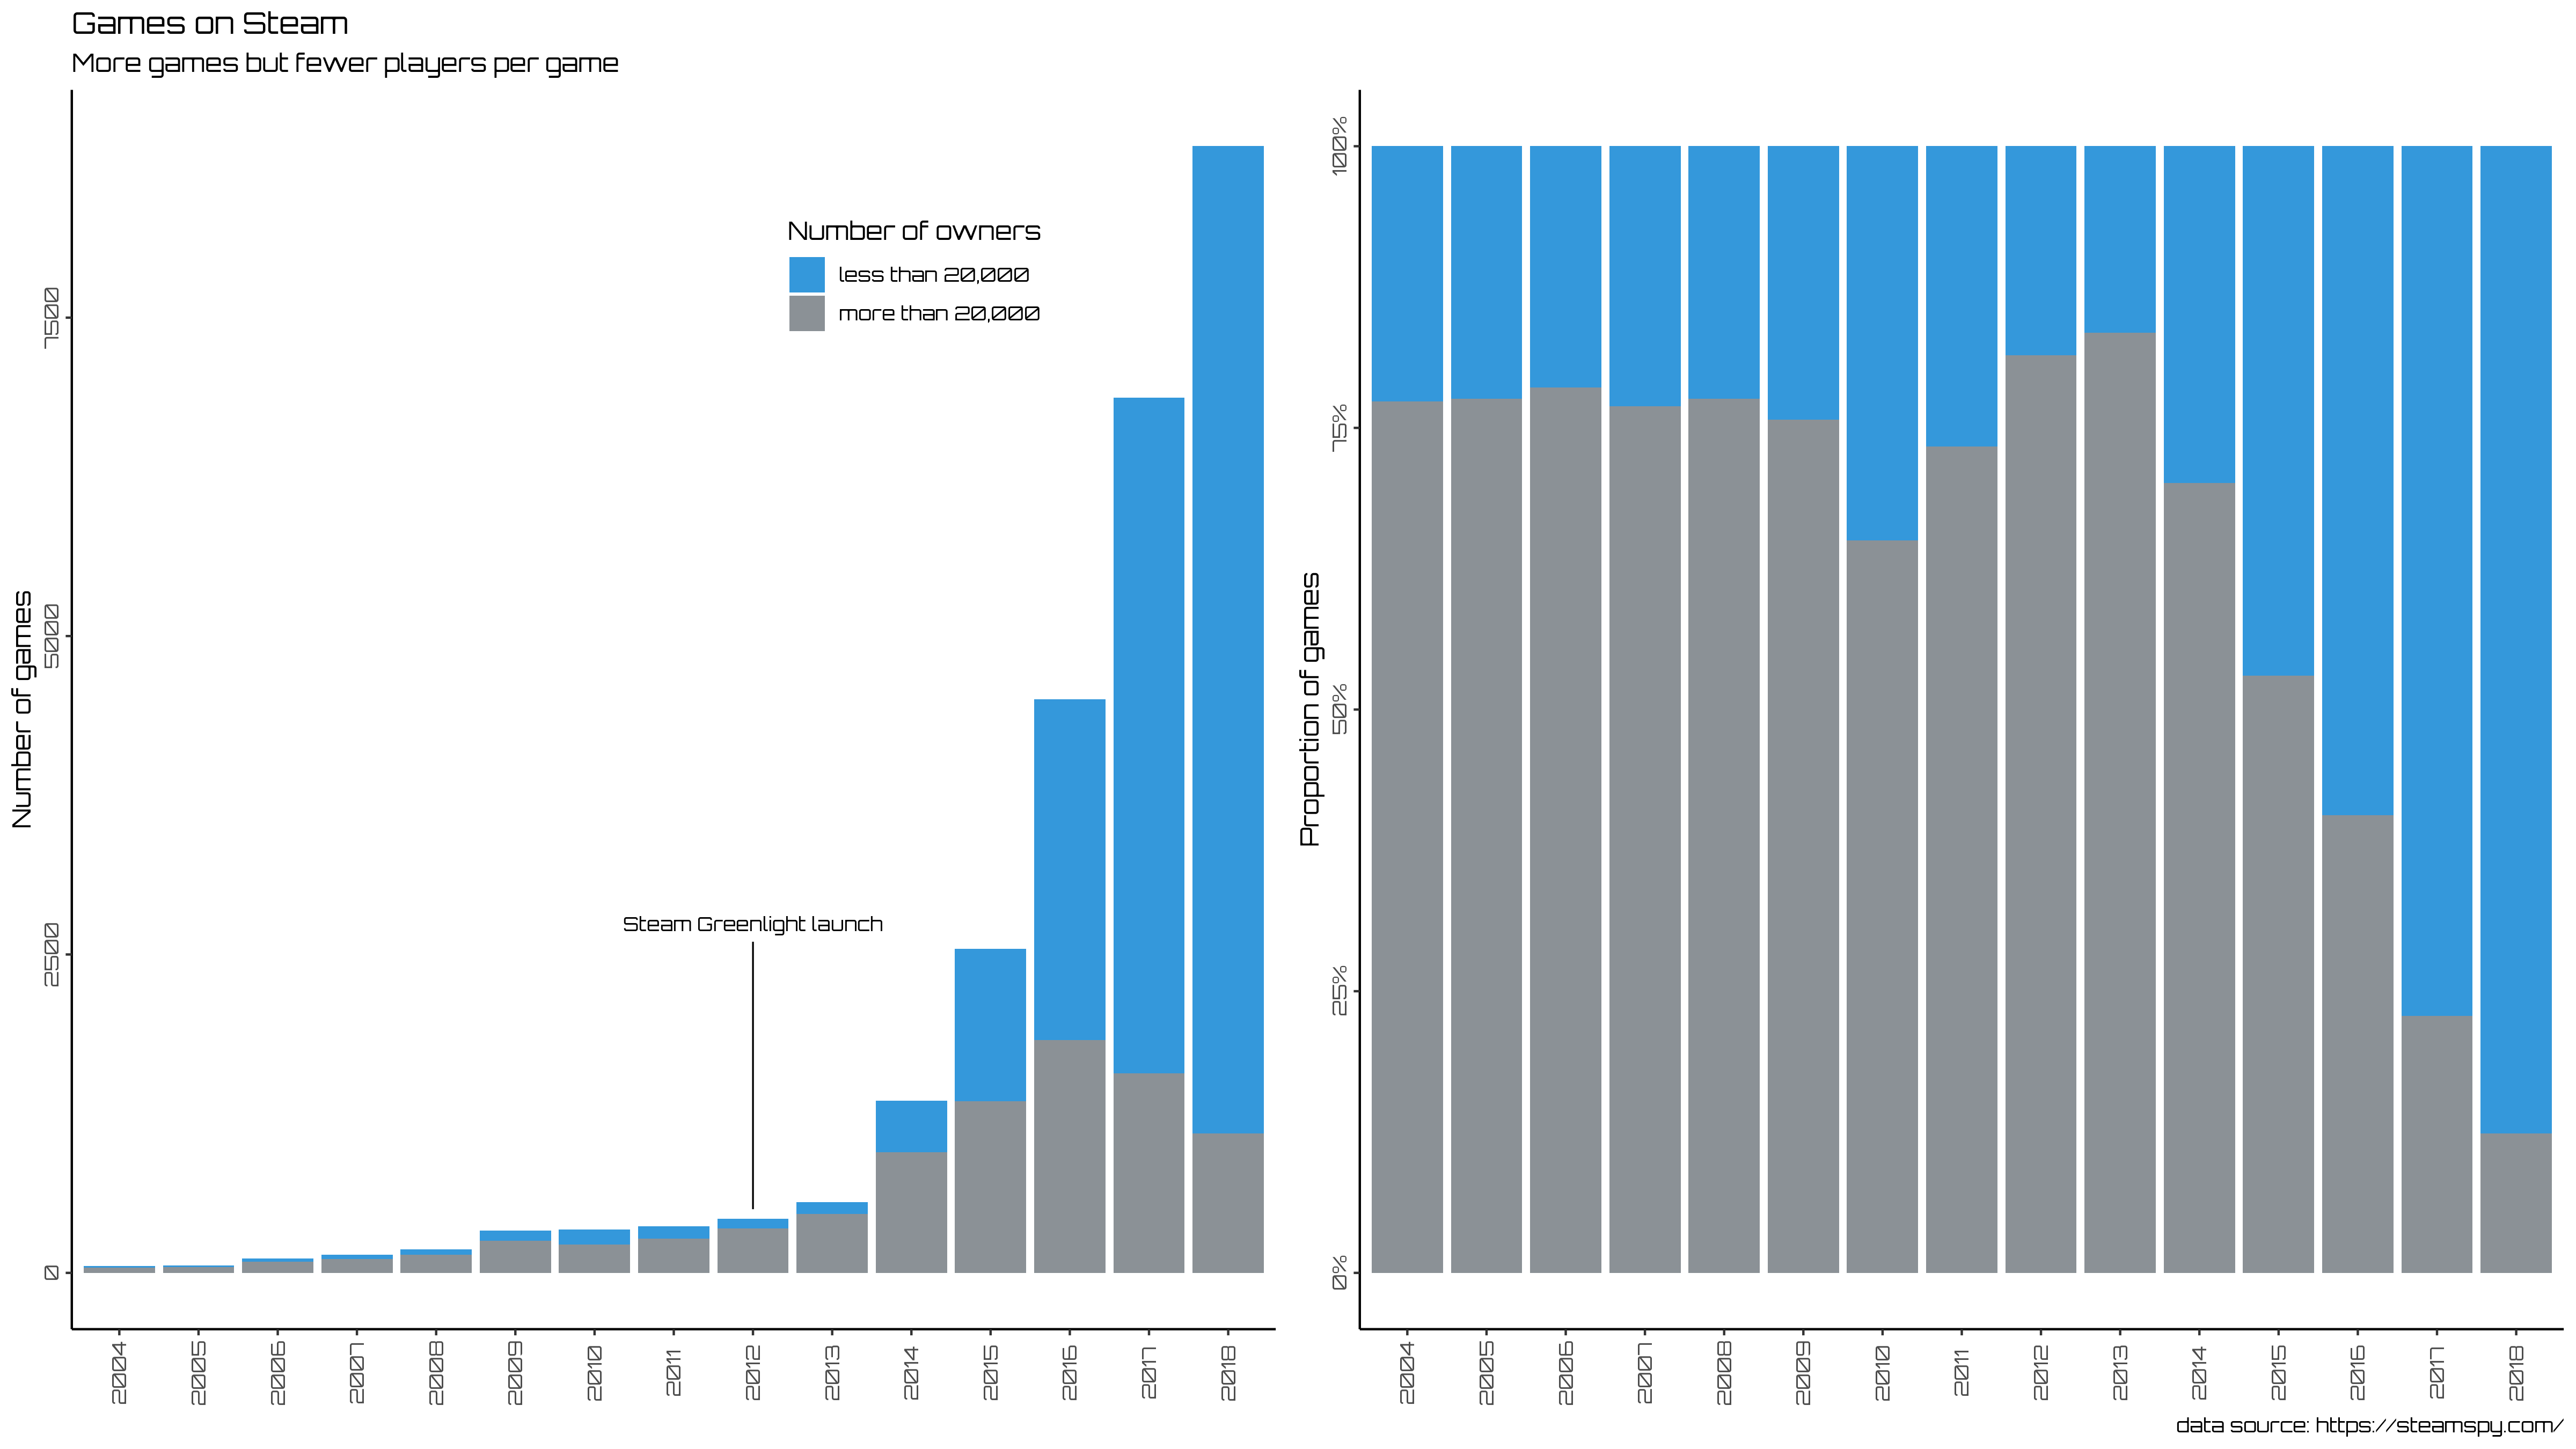 Games on Steam
More games but fewer players per game
Number of games
7500
5000
2500
0
Number of owners
less than 20,000
more than 20,000
Steam Greenlight launch
2004 2005 2006 2007 2008 2009 2010 2011 2012 2013 2014 2015 2016 2017 2018
Proportion of games
100%
75%
50%
25%
0%
2004 2005 2006 2007 2008 2009 2010 2011 2012 2013 2014 2015 2016 2017 2018
data source: https://steamspy.com/